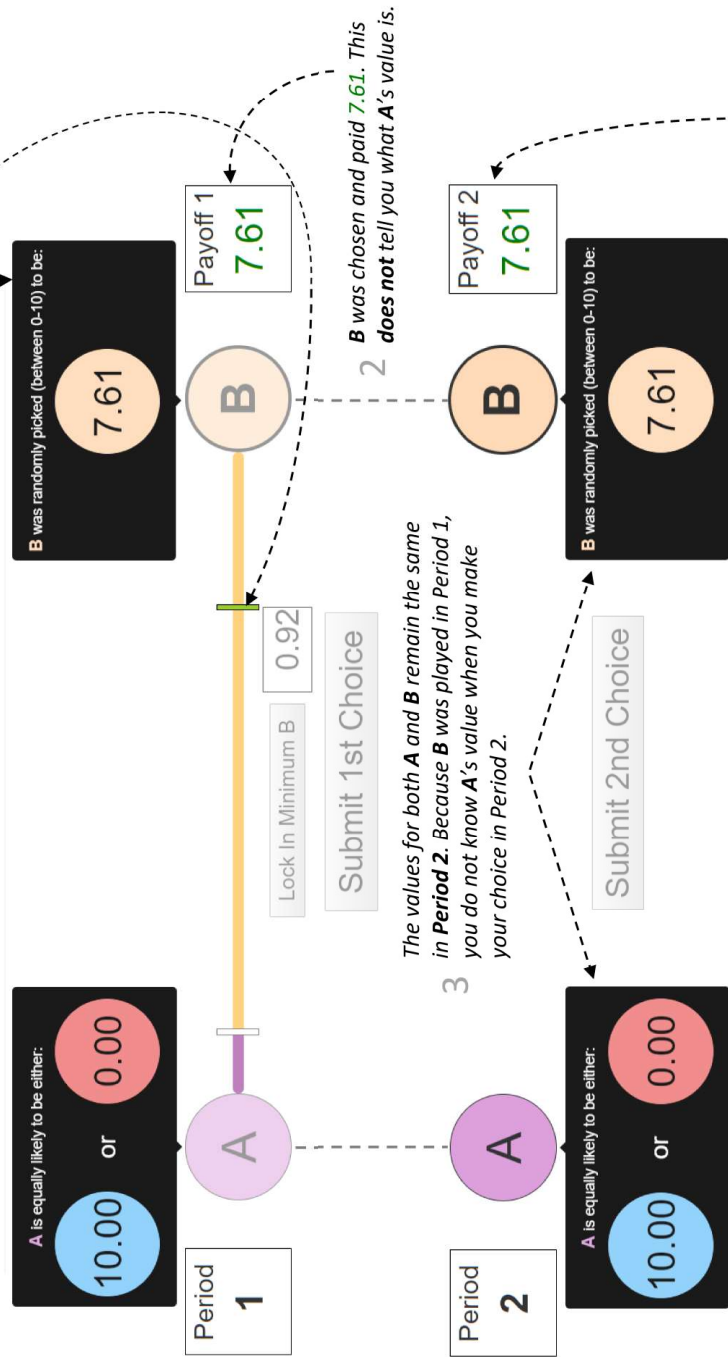 A is equally likely to be either:
10.00 or 0.00
B was randomly picked (between 0-10) to be:
7.61
Period
1
A
B
Payoff 1
7.61
Lock In Minimum B
0.92
Submit 1st Choice
2
B was chosen and paid 7.61. This
does not tell you what A's value is.
3
The values for both A and B remain the same
in Period 2. Because B was played in Period 1,
you do not know A's value when you make
your choice in Period 2.
Period
2
A
B
Payoff 2
7.61
Submit 2nd Choice
A is equally likely to be either:
10.00 or 0.00
B was randomly picked (between 0-10) to be:
7.61